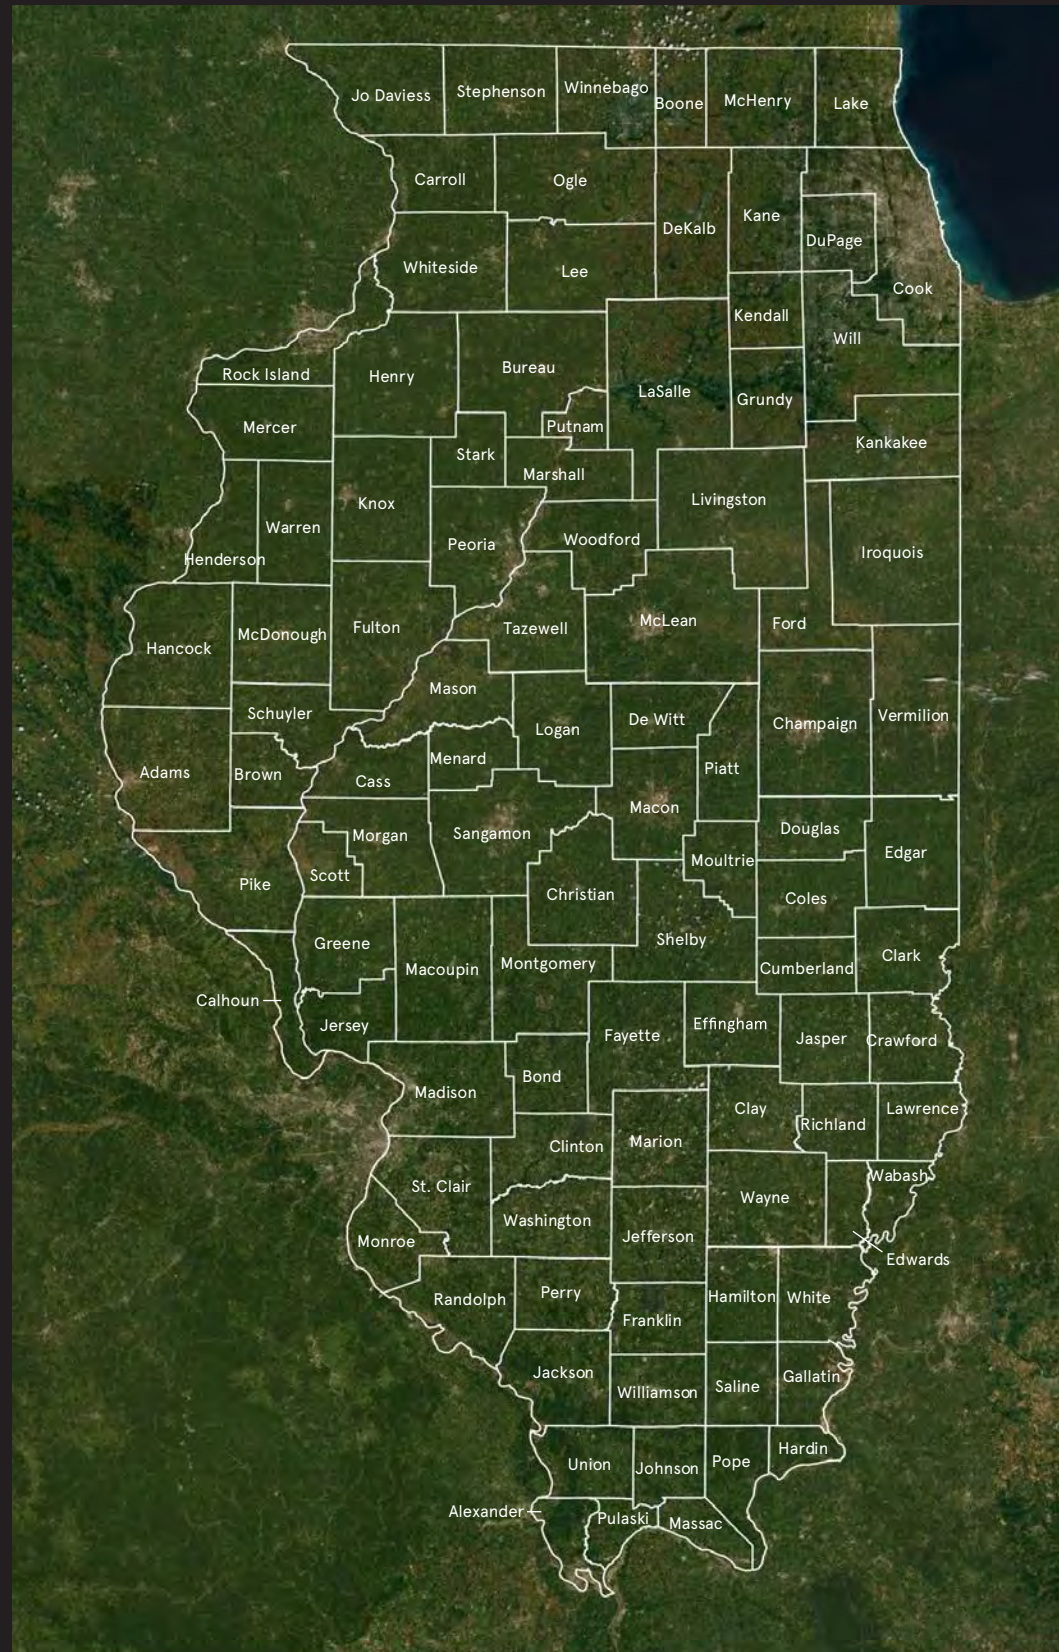 Jo Daviess
Stephenson
Winnebago
Boone
McHenry
Lake
Carroll
Ogle
DeKalb
Kane
DuPage
Cook
Whiteside
Lee
Kendall
Will
Rock Island
Henry
Bureau
LaSalle
Grundy
Mercer
Putnam
Kankakee
Stark
Marshall
Livingston
Knox
Warren
Henderson
Peoria
Woodford
Iroquois
Hancock
McDonough
Fulton
Tazewell
McLean
Ford
Mason
Schuyler
Logan
De Witt
Champaign
Vermilion
Adams
Brown
Cass
Menard
Piatt
Macon
Morgan
Sangamon
Douglas
Edgar
Moultrie
Scott
Pike
Christian
Coles
Greene
Macoupin
Montgomery
Shelby
Cumberland
Clark
Calhoun
Jersey
Fayette
Effingham
Jasper
Crawford
Madison
Bond
Clay
Richland
Lawrence
Clinton
Marion
St. Clair
Wayne
Wabash
Washington
Monroe
Jefferson
Edwards
Randolph
Perry
Hamilton
White
Franklin
Jackson
Williamson
Saline
Gallatin
Union
Johnson
Pope
Hardin
Alexander
Pulaski
Massac